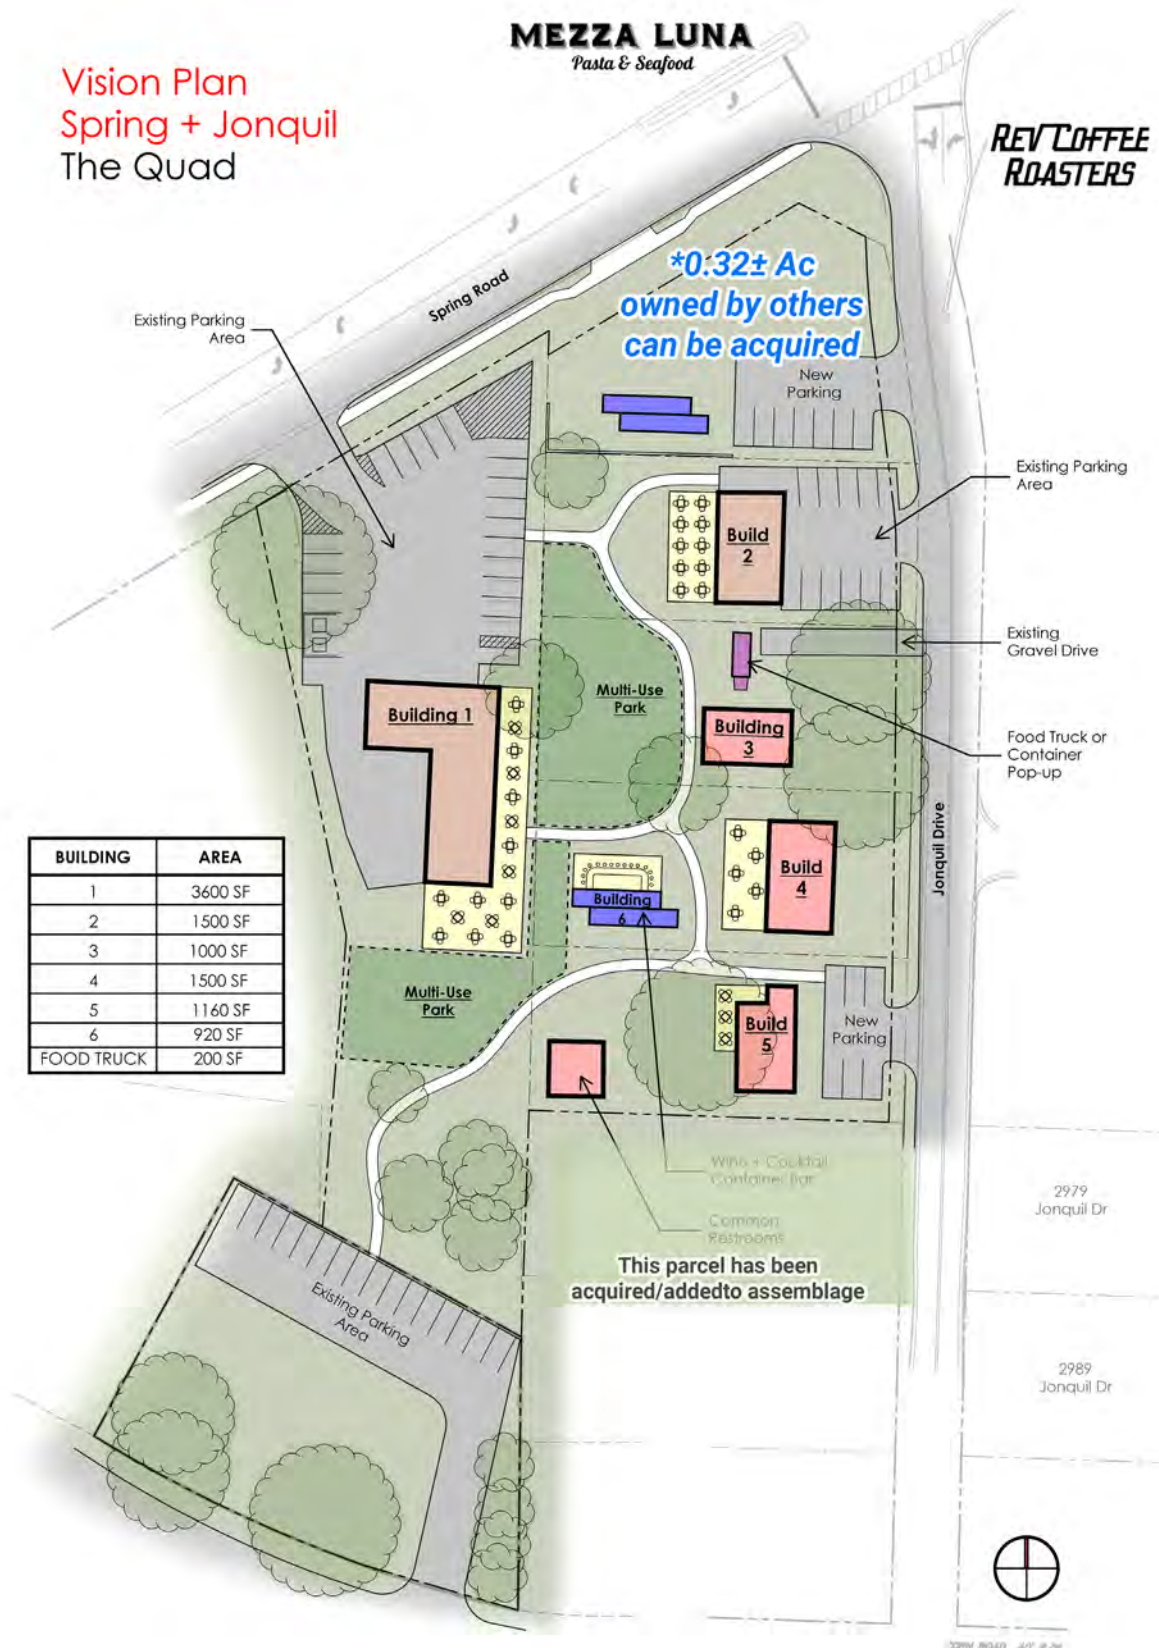 MEZZA LUNA
Pasta & Seafood
Vision Plan
Spring + Jonquil
The Quad
REV COFFEE
ROASTERS
*0.32± Ac
owned by others
can be acquired
Spring Road
Existing Parking
Area
New
Parking
Existing Parking
Area
Build
2
Existing
Gravel Drive
Multi-Use
Park
Building 1
Building
3
Food Truck or
Container
Pop-up
Jonquil Drive
BUILDING AREA
1 3600 SF
2 1500 SF
3 1000 SF
4 1500 SF
5 1160 SF
6 920 SF
FOOD TRUCK 200 SF
Build
4
Building
6
Multi-Use
Park
Build
5
New
Parking
Wine + Cocktail
Container Bar
Common
Restrooms
This parcel has been
acquired/addedto assemblage
2979
Jonquil Dr
Existing Parking
Area
2989
Jonquil Dr